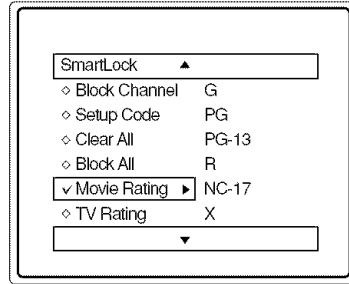 SmartLock
Block Channel G
Setup Code PG
Clear All PG-13
Block All R
Movie Rating NC-17
TV Rating X